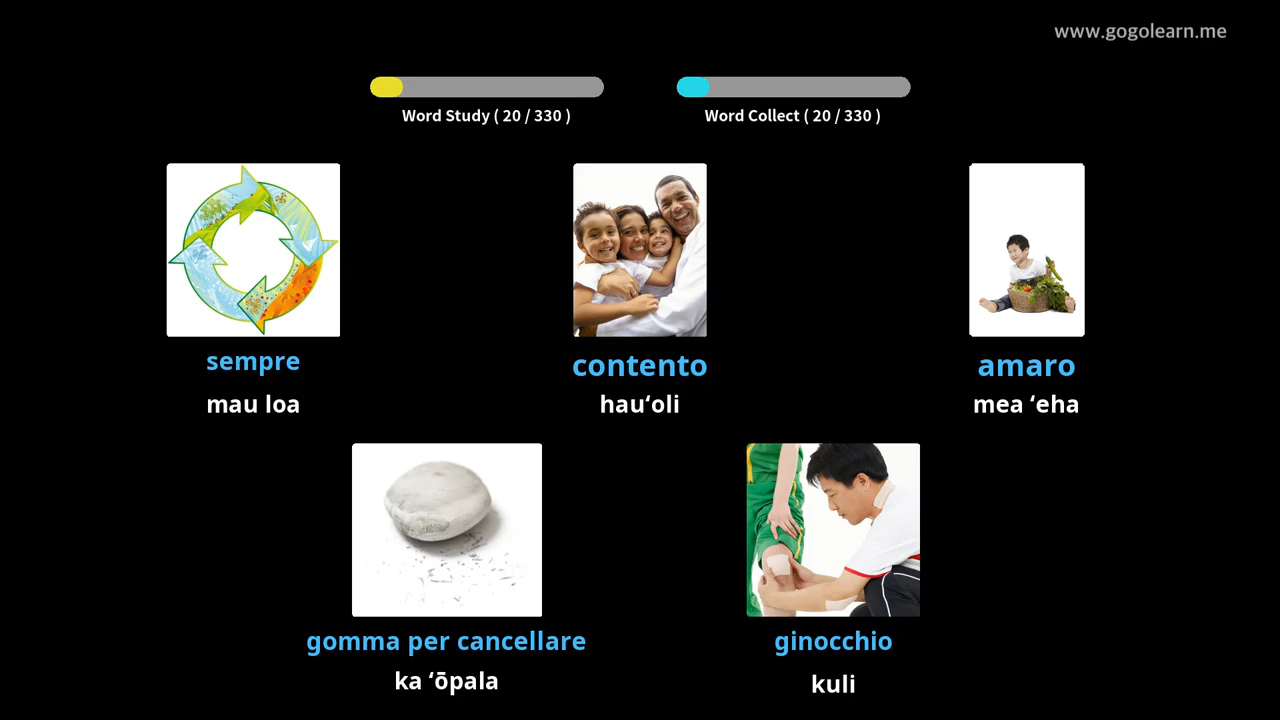 www.gogolearn.me
Word Study ( 20 / 330 )
Word Collect ( 20 / 330 )
sempre
mau loa
contento
hauʻoli
amaro
mea ʻeha
gomma per cancellare
ka ʻōpala
ginocchio
kuli